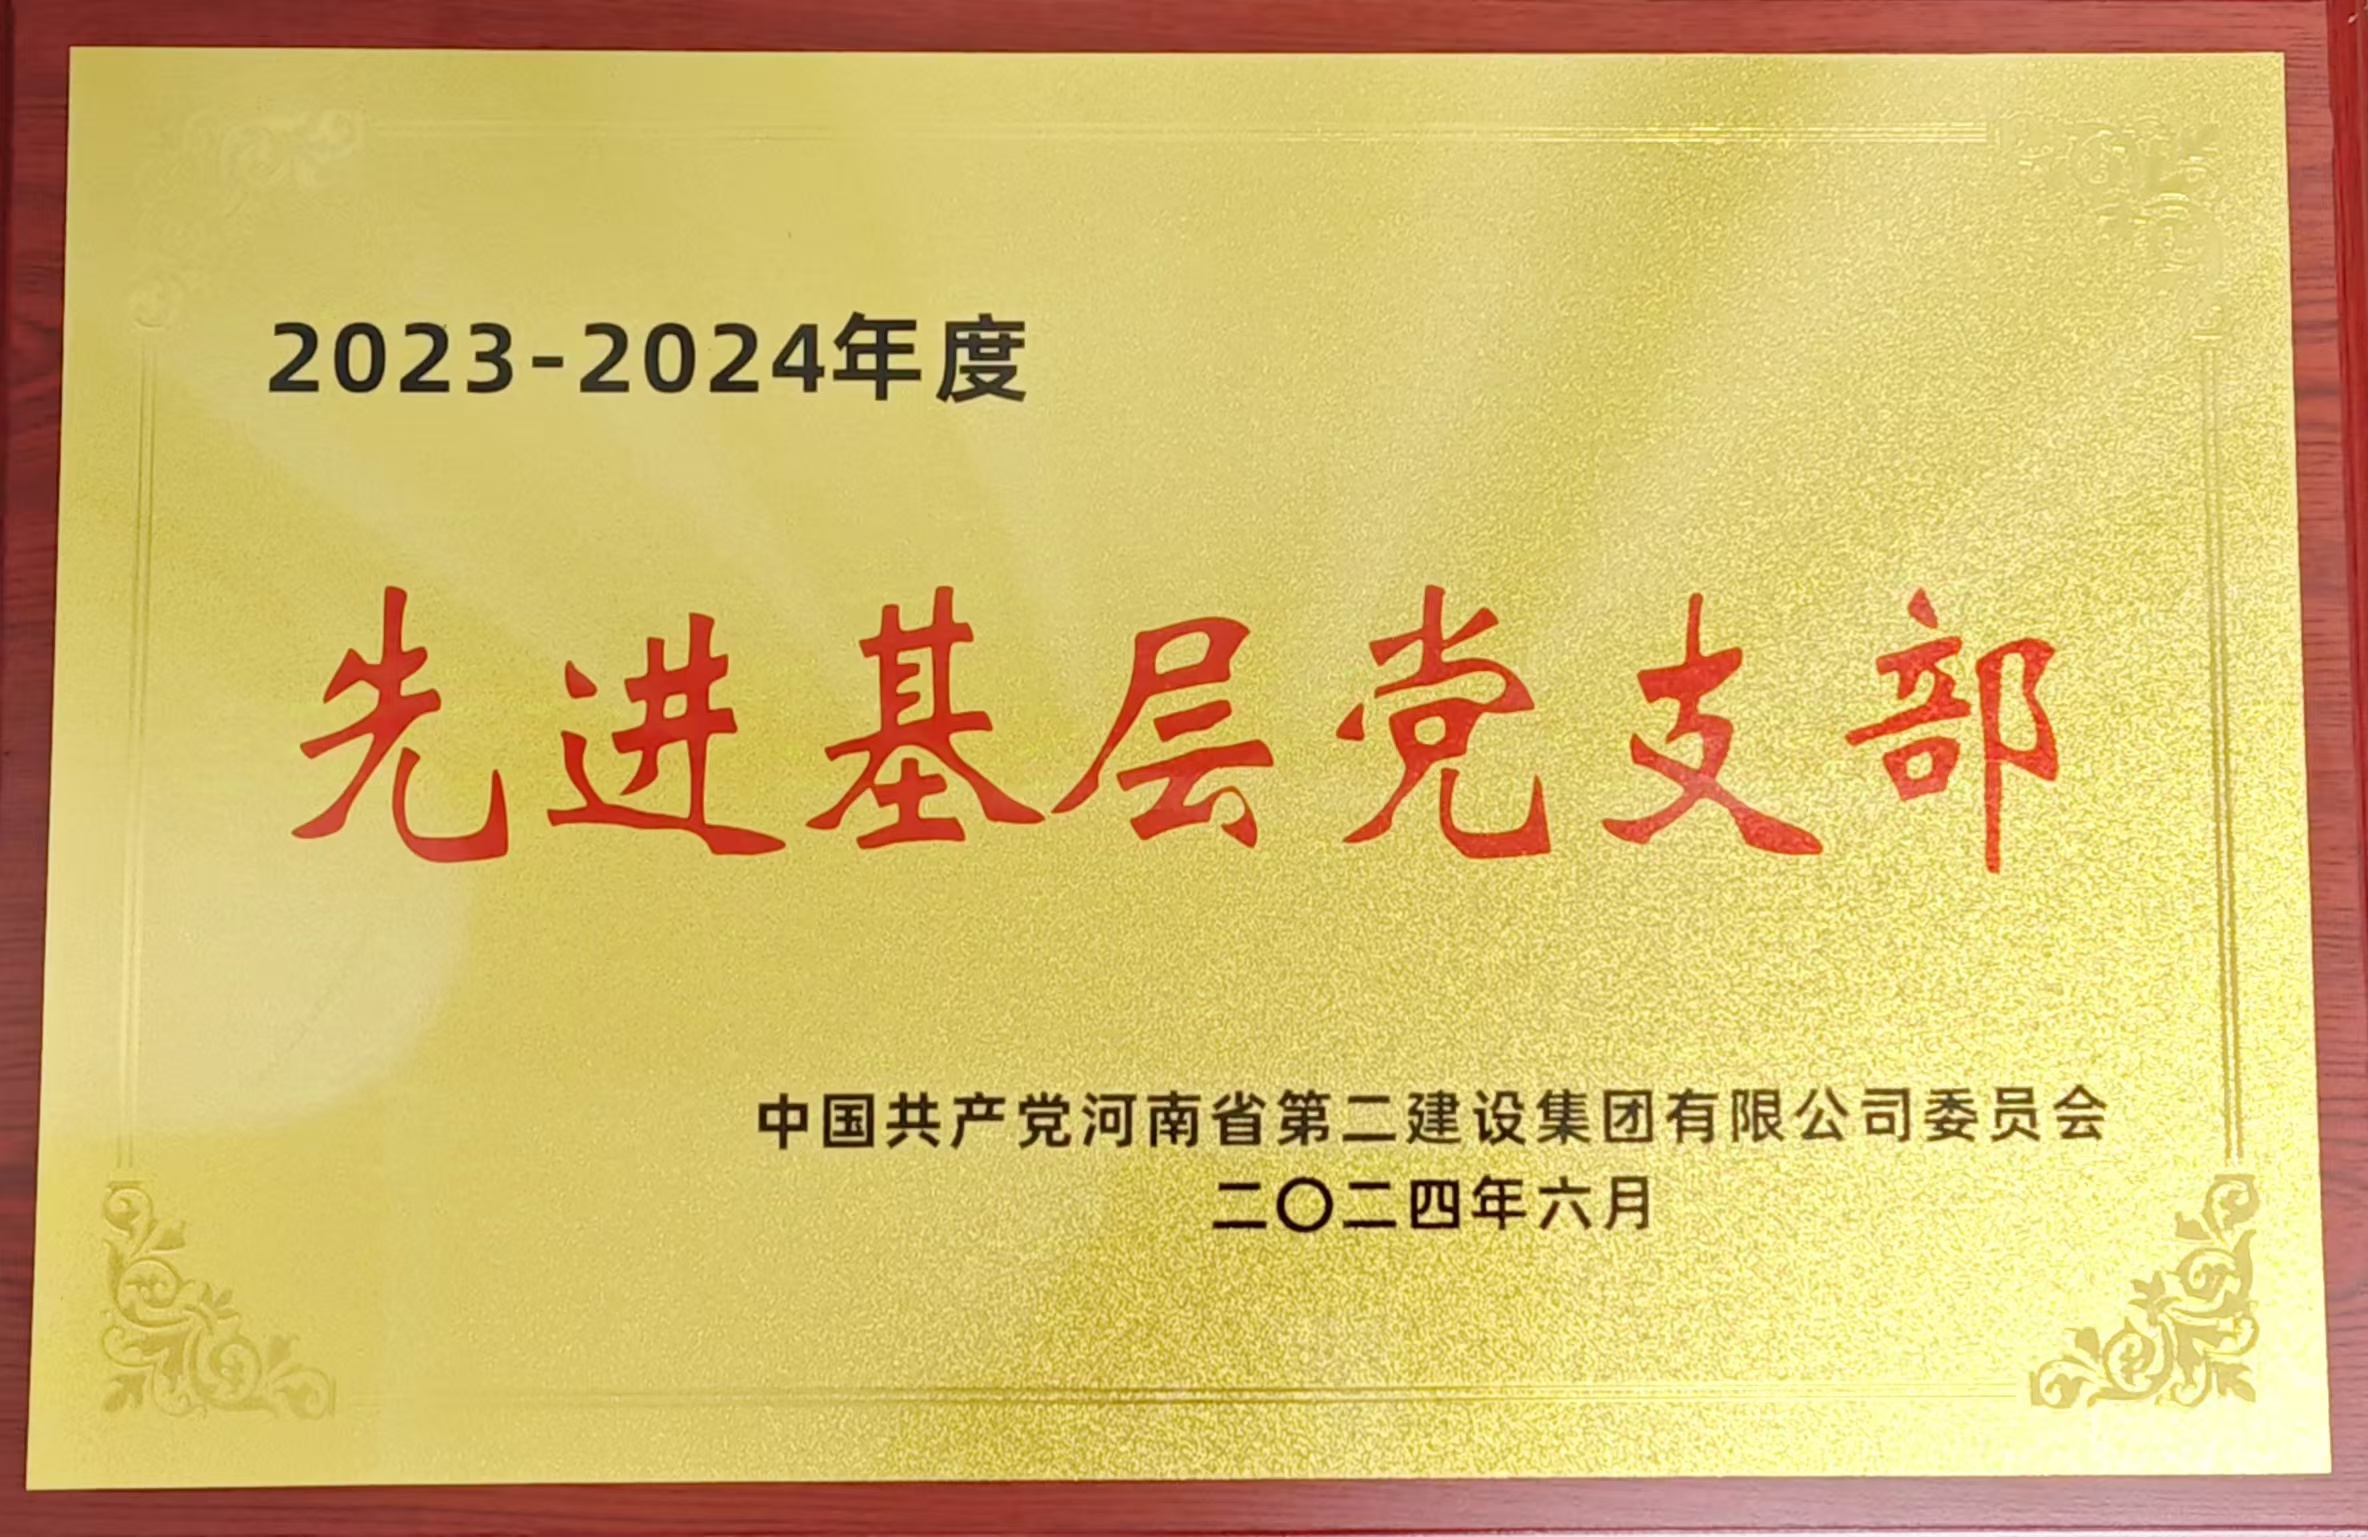 2023-2024年度
先进基层党支部
中国共产党河南省第二建设集团有限公司委员会
二〇二四年六月